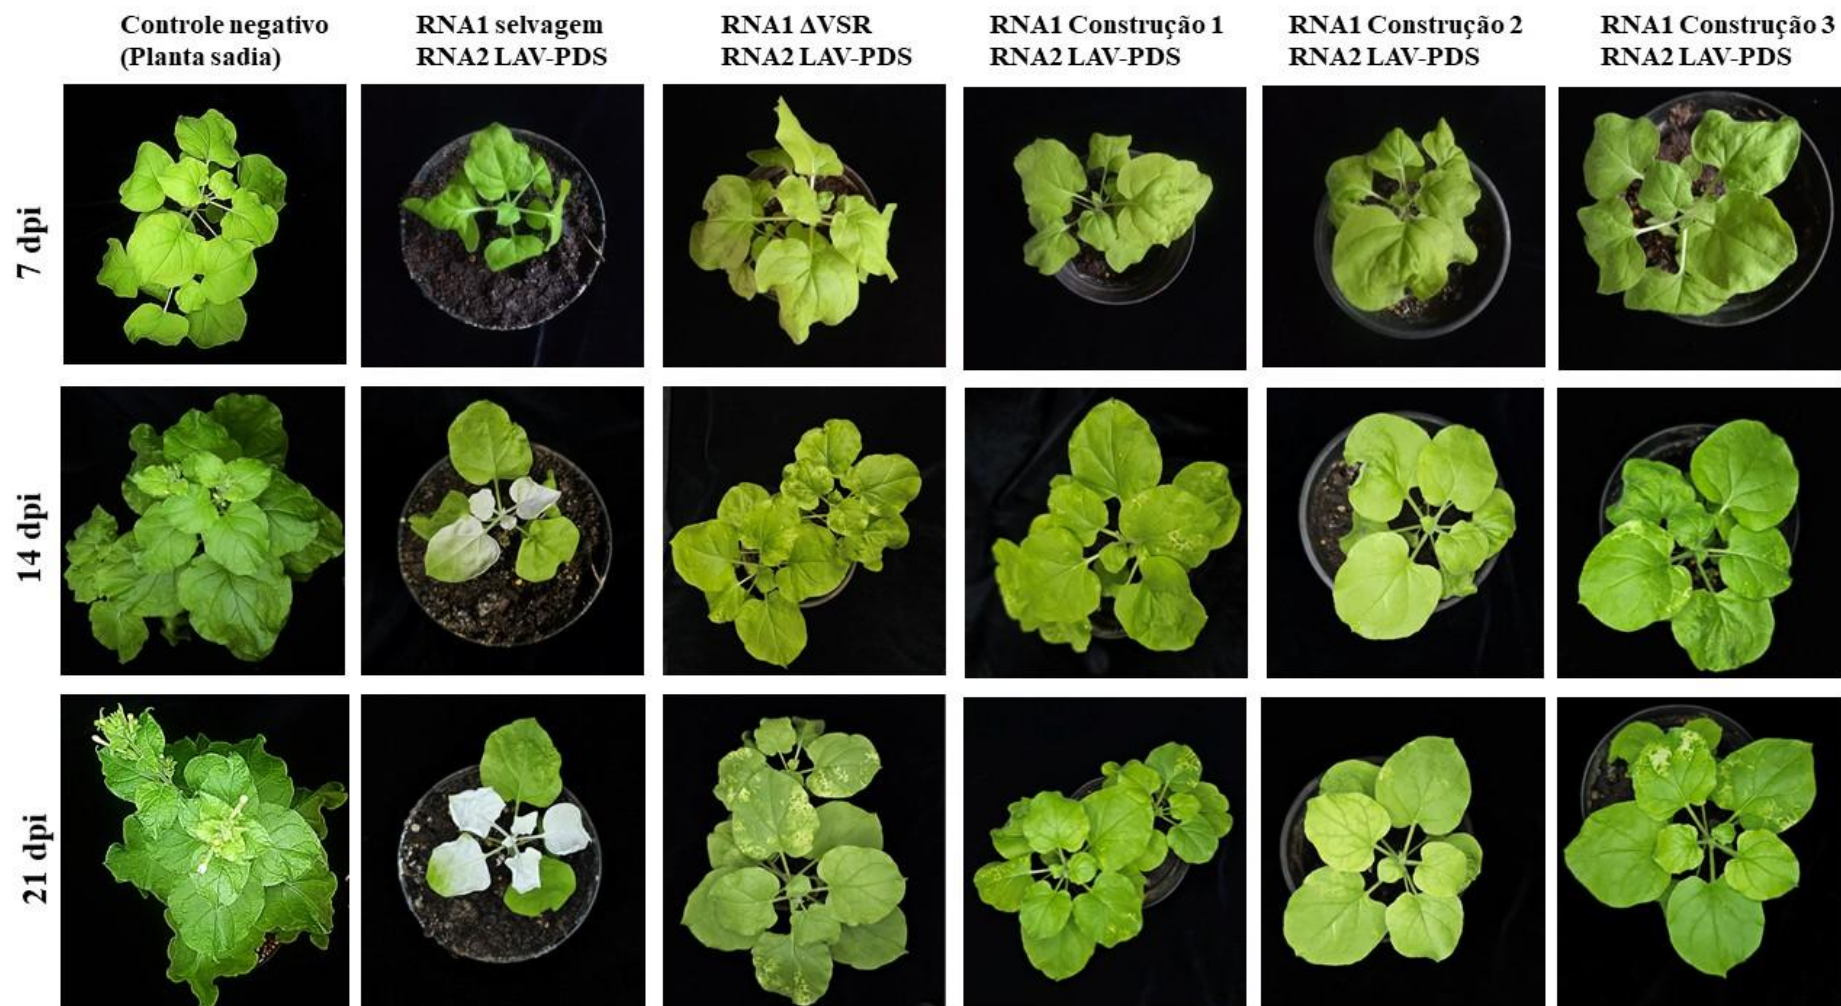 Controle negativo
(Planta sadia)
RNA1 selvagem
RNA2 LAV-PDS
RNA1 ΔVSR
RNA2 LAV-PDS
RNA1 Construção 1
RNA2 LAV-PDS
RNA1 Construção 2
RNA2 LAV-PDS
RNA1 Construção 3
RNA2 LAV-PDS
7 dpi
14 dpi
21 dpi